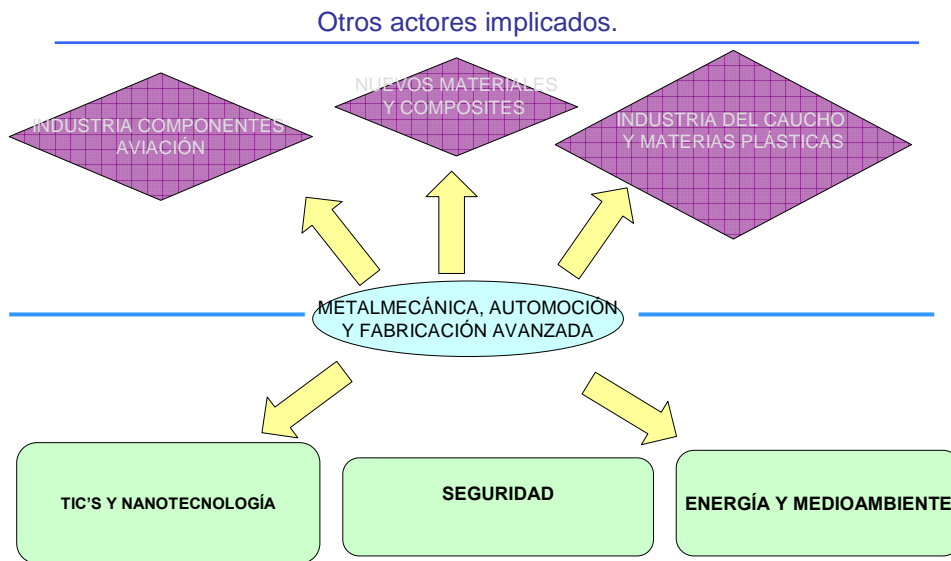 Otros actores implicados.
NUEVOS MATERIALES
Y COMPOSITES
INDUSTRIA COMPONENTES
AVIACIÓN
INDUSTRIA DEL CAUCHO
Y MATERIAS PLÁSTICAS
METALMECÁNICA, AUTOMOCIÓN
Y FABRICACIÓN AVANZADA
TIC'S Y NANOTECNOLOGÍA
SEGURIDAD
ENERGÍA Y MEDIOAMBIENTE